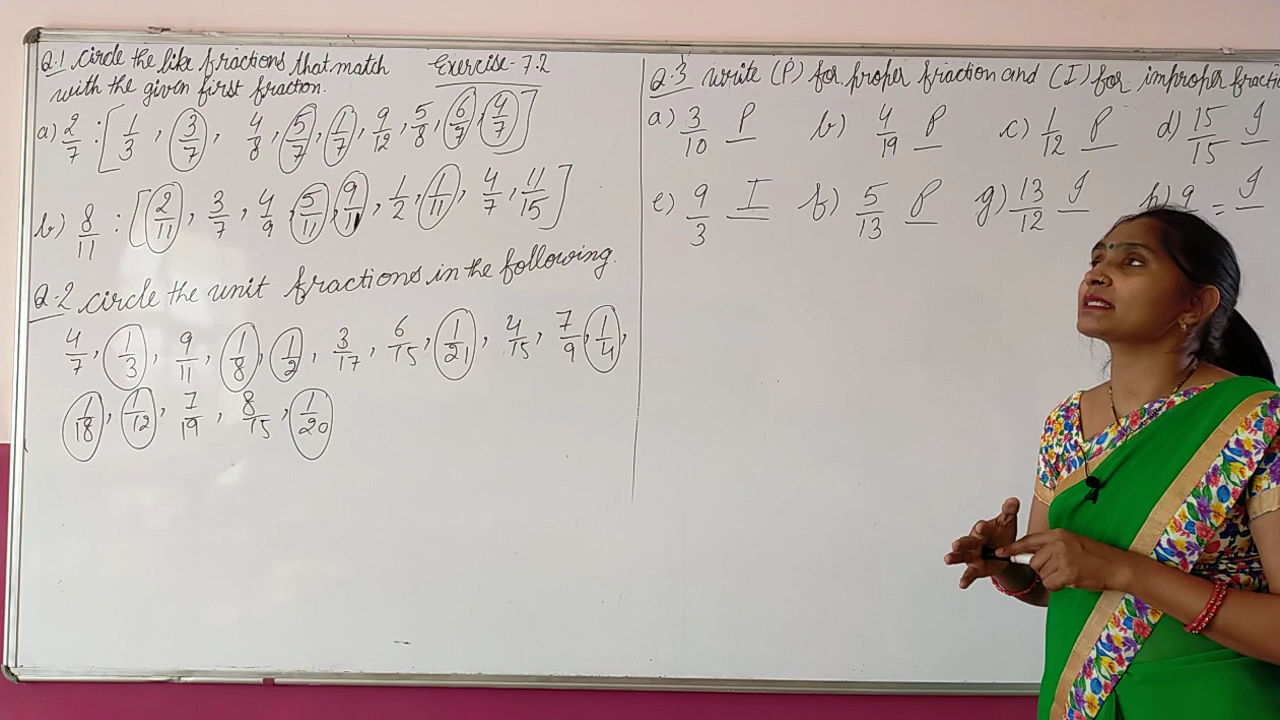 Q.1 circle the like fractions that match Exercise-7.2
with the given first fraction.
a) 2/7 : [1/3, 3/7, 4/8, 5/7, 1/7, 9/12, 5/8, 6/7, 4/7]
b) 8/11 : [2/11, 3/7, 4/9, 5/11, 9/11, 1/2, 1/11, 4/7, 11/15]
Q.2 circle the unit fractions in the following.
4/7, 1/3, 9/11, 1/8, 1/2, 3/17, 6/15, 1/21, 4/15, 7/9, 1/4,
1/18, 1/12, 7/19, 8/15, 1/20
Q.3 write (P) for proper fraction and (I) for improper fractio
a) 3/10 P b) 4/19 P c) 1/12 P d) 15/15 I
e) 9/3 I f) 5/13 P g) 13/12 I h) 9 = I